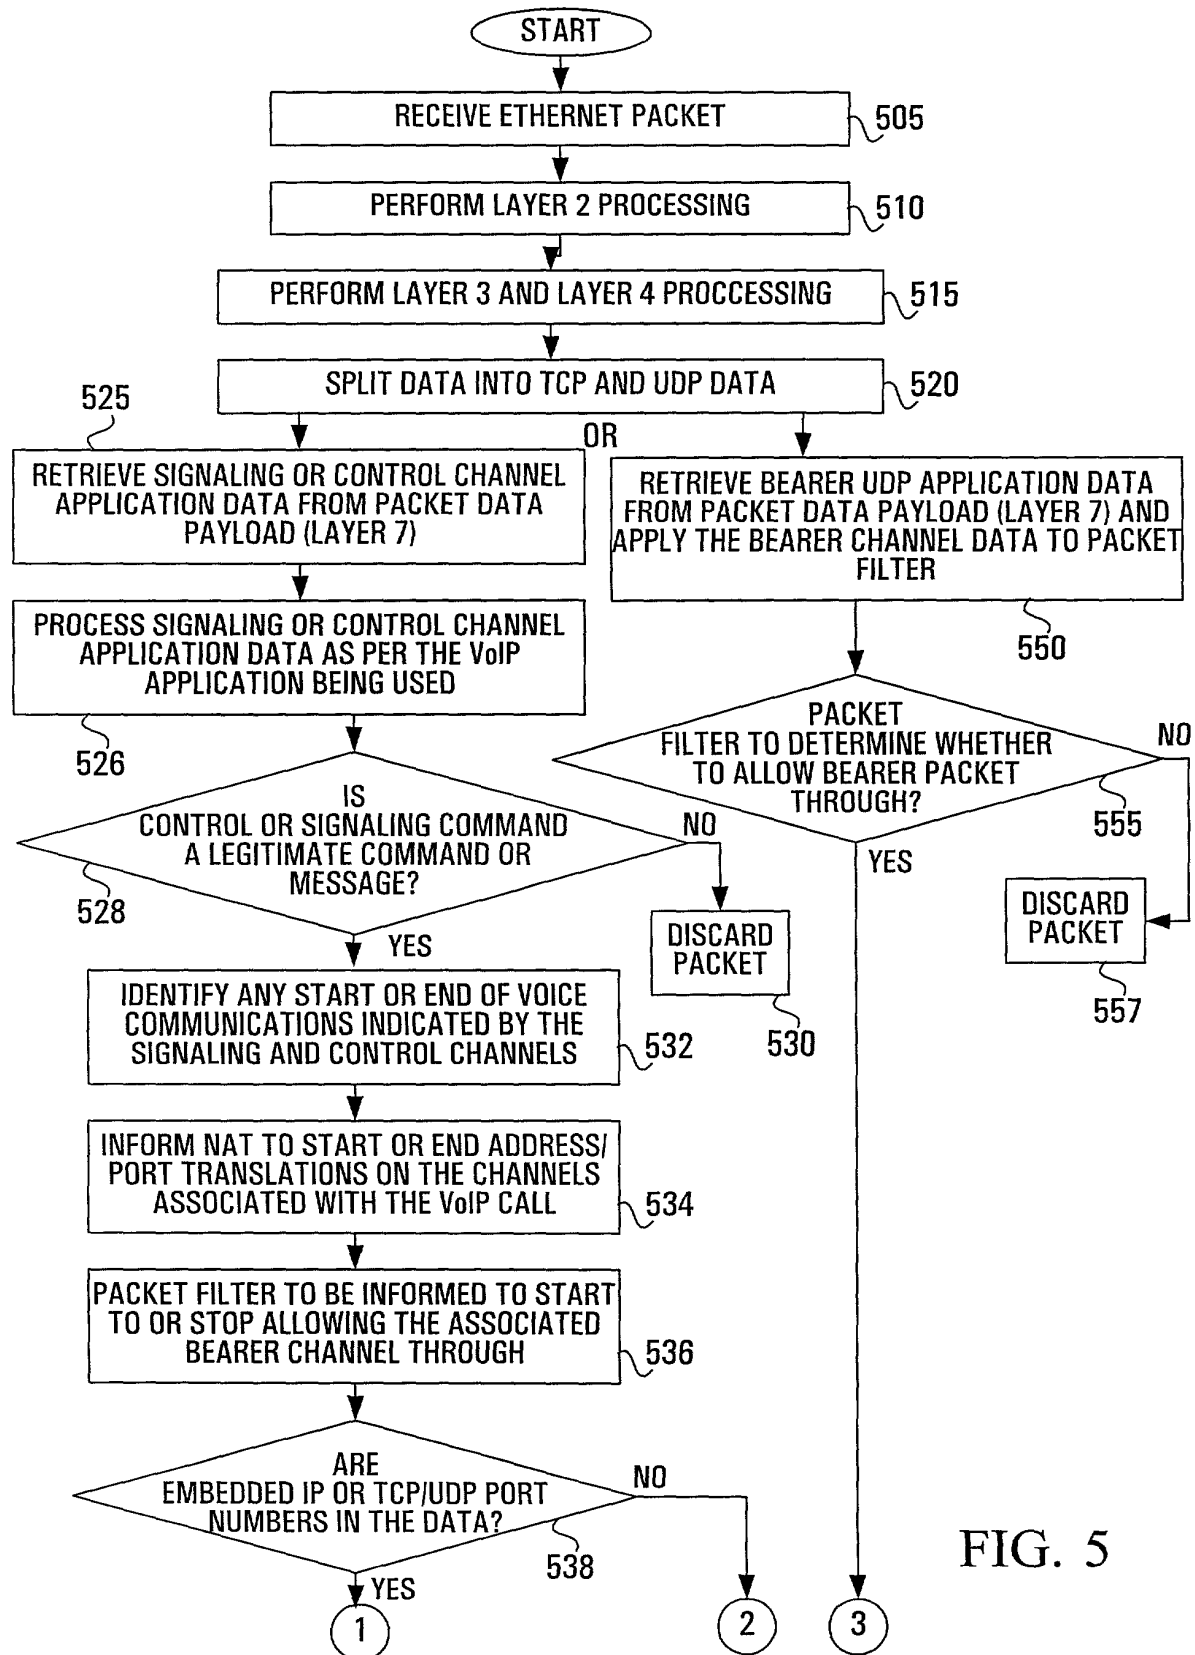 START
RECEIVE ETHERNET PACKET
505
PERFORM LAYER 2 PROCESSING
510
PERFORM LAYER 3 AND LAYER 4 PROCCESSING
515
SPLIT DATA INTO TCP AND UDP DATA
520
525
OR
RETRIEVE SIGNALING OR CONTROL CHANNEL
APPLICATION DATA FROM PACKET DATA
PAYLOAD (LAYER 7)
RETRIEVE BEARER UDP APPLICATION DATA
FROM PACKET DATA PAYLOAD (LAYER 7) AND
APPLY THE BEARER CHANNEL DATA TO PACKET
FILTER
550
PROCESS SIGNALING OR CONTROL CHANNEL
APPLICATION DATA AS PER THE VoIP
APPLICATION BEING USED
526
PACKET
FILTER TO DETERMINE WHETHER
TO ALLOW BEARER PACKET
THROUGH?
NO
555
YES
IS
CONTROL OR SIGNALING COMMAND
A LEGITIMATE COMMAND OR
MESSAGE?
NO
528
YES
DISCARD
PACKET
530
DISCARD
PACKET
557
IDENTIFY ANY START OR END OF VOICE
COMMUNICATIONS INDICATED BY THE
SIGNALING AND CONTROL CHANNELS
532
INFORM NAT TO START OR END ADDRESS/
PORT TRANSLATIONS ON THE CHANNELS
ASSOCIATED WITH THE VoIP CALL
534
PACKET FILTER TO BE INFORMED TO START
TO OR STOP ALLOWING THE ASSOCIATED
BEARER CHANNEL THROUGH
536
ARE
EMBEDDED IP OR TCP/UDP PORT
NUMBERS IN THE DATA?
NO
538
YES
1
2
3
FIG. 5